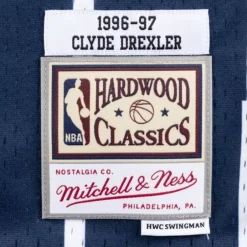 1996-97
CLYDE DREXLER
HARDWOOD
NBA
CLASSICS
NOSTALGIA CO.
Mitchell & Ness
PHILADELPHIA, PA.
HWC SWINGMAN